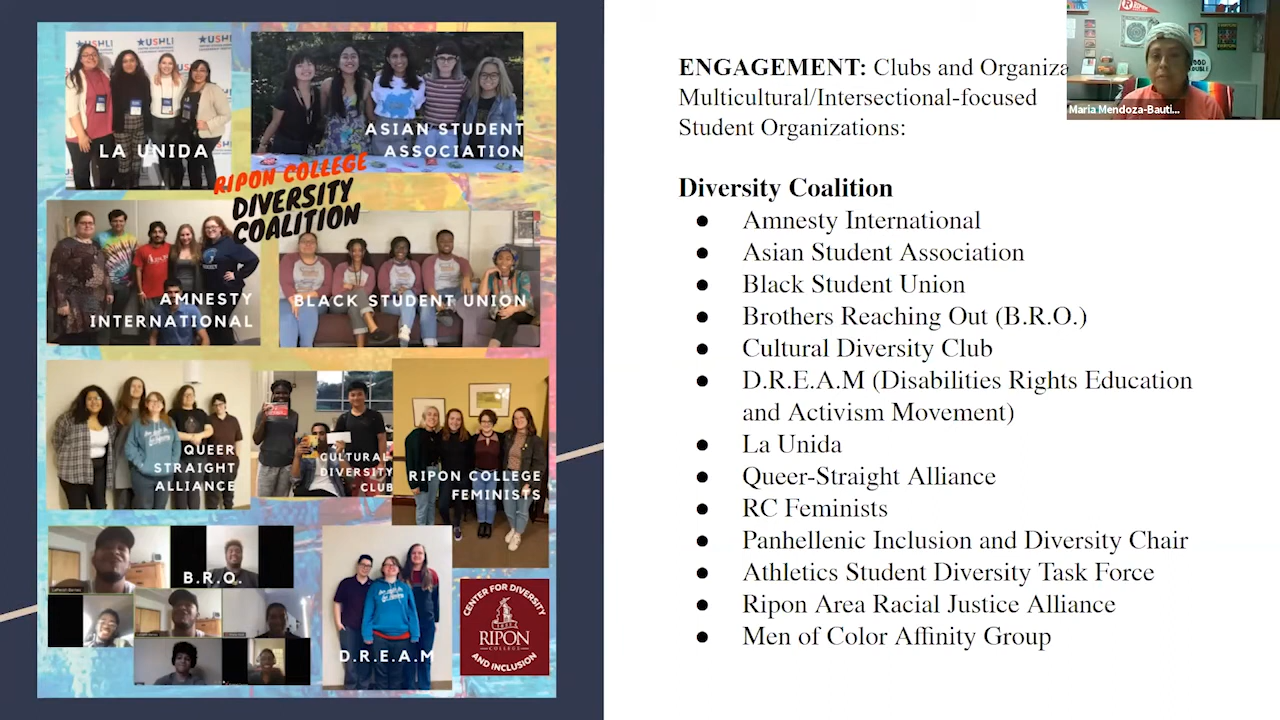 USHLI
USHLI
LA UNIDA
ASIAN STUDENT
ASSOCIATION
RIPON COLLEGE
DIVERSITY
COALITION
AMNESTY
INTERNATIONAL
BLACK STUDENT UNION
QUEER
STRAIGHT
ALLIANCE
CULTURAL
DIVERSITY
CLUB
RIPON COLLEGE
FEMINISTS
B.R.O.
D.R.E.A.M
CENTER FOR DIVERSITY
1851
RIPON
COLLEGE
AND INCLUSION
ENGAGEMENT: Clubs and Organiza
Multicultural/Intersectional-focused
Student Organizations:
Diversity Coalition
● Amnesty International
● Asian Student Association
● Black Student Union
● Brothers Reaching Out (B.R.O.)
● Cultural Diversity Club
● D.R.E.A.M (Disabilities Rights Education
and Activism Movement)
● La Unida
● Queer-Straight Alliance
● RC Feminists
● Panhellenic Inclusion and Diversity Chair
● Athletics Student Diversity Task Force
● Ripon Area Racial Justice Alliance
● Men of Color Affinity Group
Maria Mendoza-Bauti...